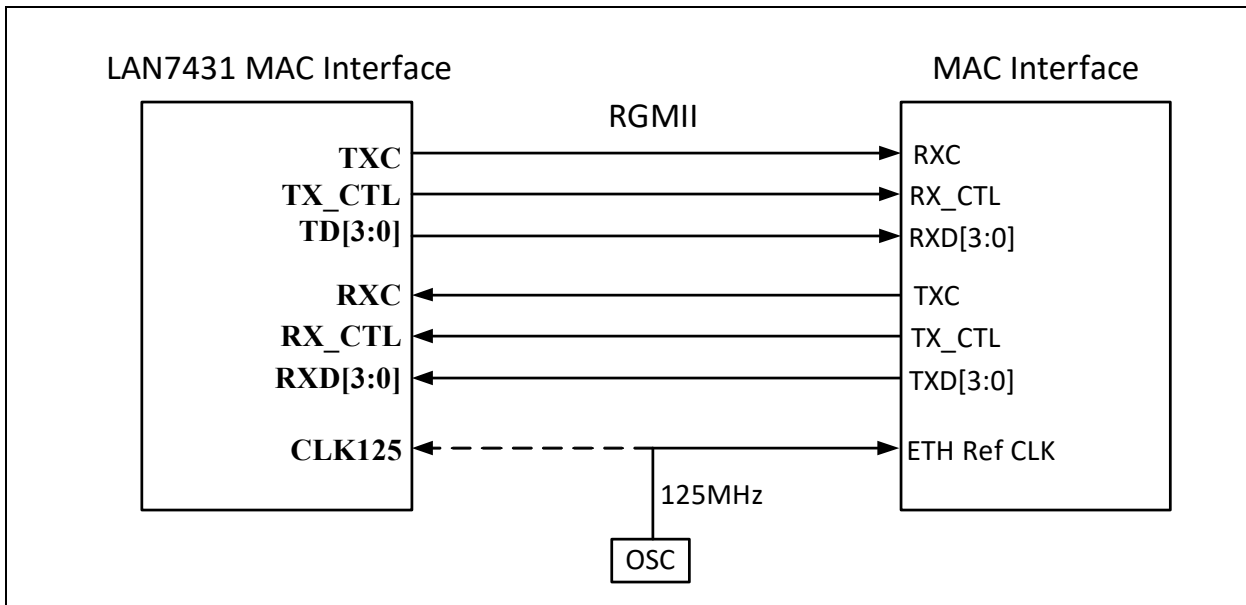 LAN7431 MAC Interface
MAC Interface
RGMII
TXC
RXC
TX_CTL
RX_CTL
TD[3:0]
RXD[3:0]
RXC
TXC
RX_CTL
TX_CTL
RXD[3:0]
TXD[3:0]
CLK125
ETH Ref CLK
125MHz
OSC